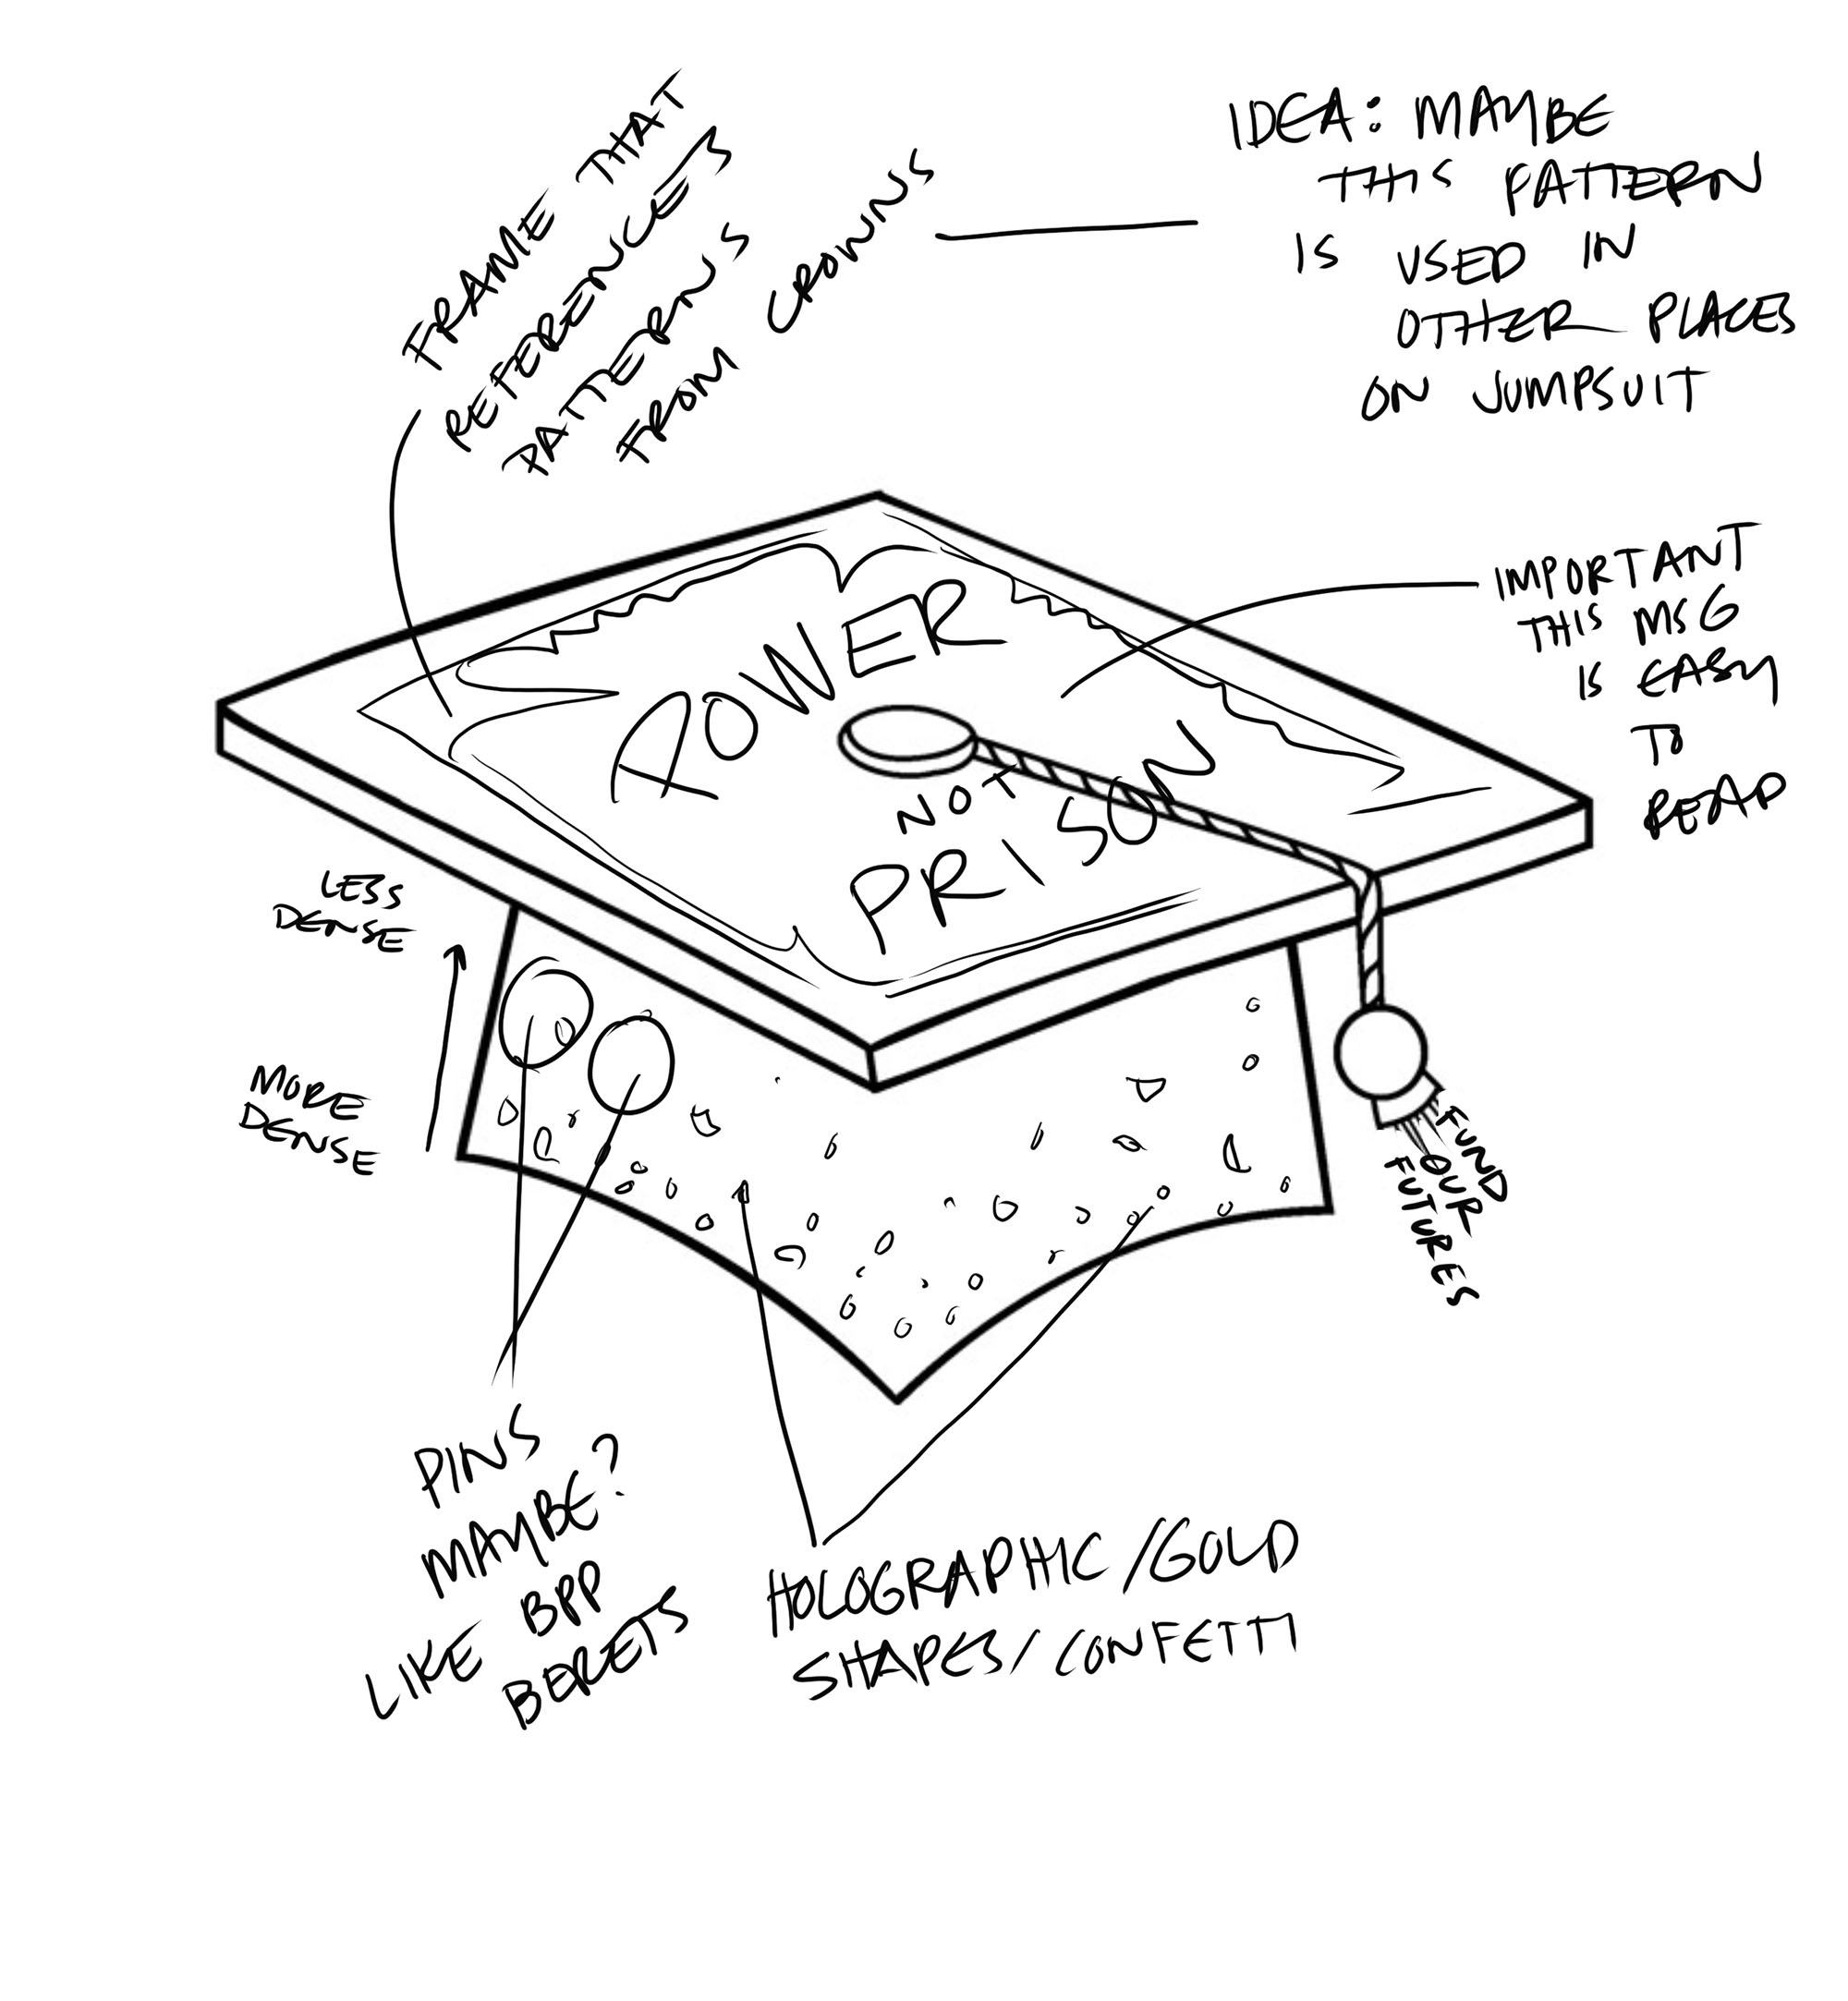 FRAME THAT
REFERENCES
PATTERNS
FROM CROWNS
IDEA: MAYBE
THIS PATTERN
IS USED IN
OTHER PLACES
ON JUMPSUIT
IMPORTANT
THIS MSG
IS EASY
TO
READ
POWER
NOT
PRISON
LESS
DENSE
MORE
DENSE
FUND
OUR
FUTURES
PINS
MAYBE?
LIKE BPP
BERETS
HOLOGRAPHIC/GOLD
SHAPES/CONFETTI